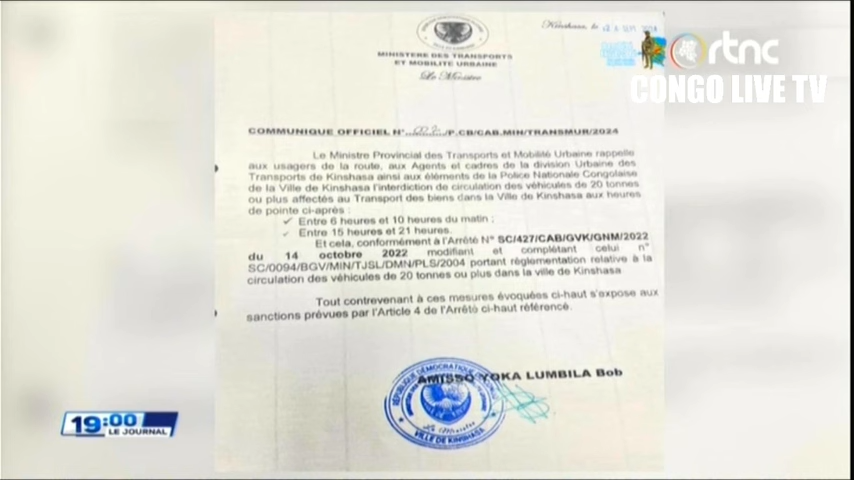 Kinshasa, le
rtnc
CONGO LIVE TV
MINISTERE DES TRANSPORTS
ET MOBILITE URBAINE
Le Ministre
COMMUNIQUE OFFICIEL N° /P.CB/CAB.MIN/TRANSMUR/2024
Le Ministre Provincial des Transports et Mobilité Urbaine rappelle
aux usagers de la route, aux Agents et cadres de la division Urbaine des
Transports de Kinshasa ainsi aux éléments de la Police Nationale Congolaise
de la Ville de Kinshasa l'interdiction de circulation des véhicules de 20 tonnes
ou plus affectés au Transport des biens dans la Ville de Kinshasa aux heures
de pointe ci-après :
✓ Entre 6 heures et 10 heures du matin ;
✓ Entre 15 heures et 21 heures.
Et cela, conformément à l'Arrêté N° SC/427/CAB/GVK/GNM/2022
du 14 octobre 2022 modifiant et complétant celui n°
SC/0094/BGV/MIN/TJSL/DMN/PLS/2004 portant règlementation relative à la
circulation des véhicules de 20 tonnes ou plus dans la ville de Kinshasa
Tout contrevenant à ces mesures évoquées ci-haut s'expose aux
sanctions prévues par l'Article 4 de l'Arrêté ci-haut référencé.
AMISSO YOKA LUMBILA Bob
RÉPUBLIQUE DÉMOCRATIQUE
Le Ministre
VILLE DE KINSHASA
19:00
LE JOURNAL